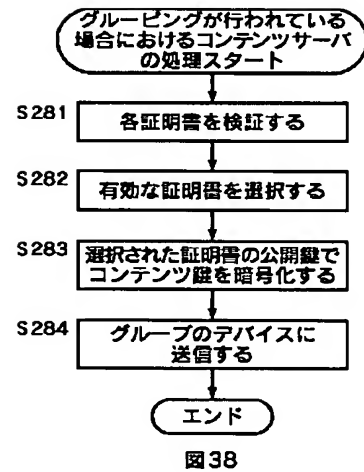 グルーピングが行われている
場合におけるコンテンツサーバ
の処理スタート
S281
各証明書を検証する
S282
有効な証明書を選択する
S283
選択された証明書の公開鍵で
コンテンツ鍵を暗号化する
S284
グループのデバイスに
送信する
エンド
図38